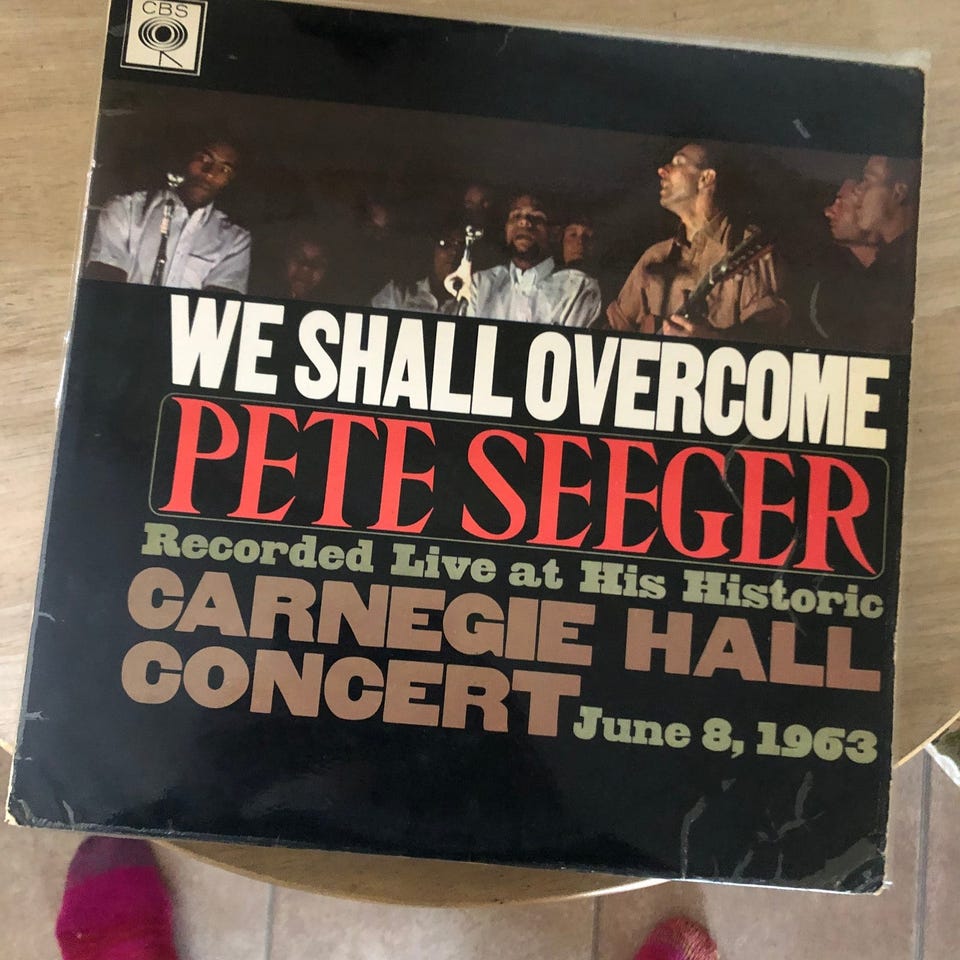 CBS
WE SHALL OVERCOME
PETE SEEGER
Recorded Live at His Historic
CARNEGIE HALL
CONCERT June 8, 1963